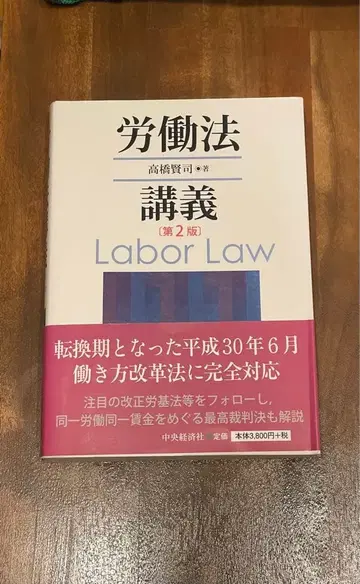 労働法
高橋賢司◉著
講義
〔第2版〕
Labor Law
転換期となった平成30年6月
働き方改革法に完全対応
注目の改正労基法等をフォローし,
同一労働同一賃金をめぐる最高裁判決も解説
中央経済社 定価 本体3,800円+税